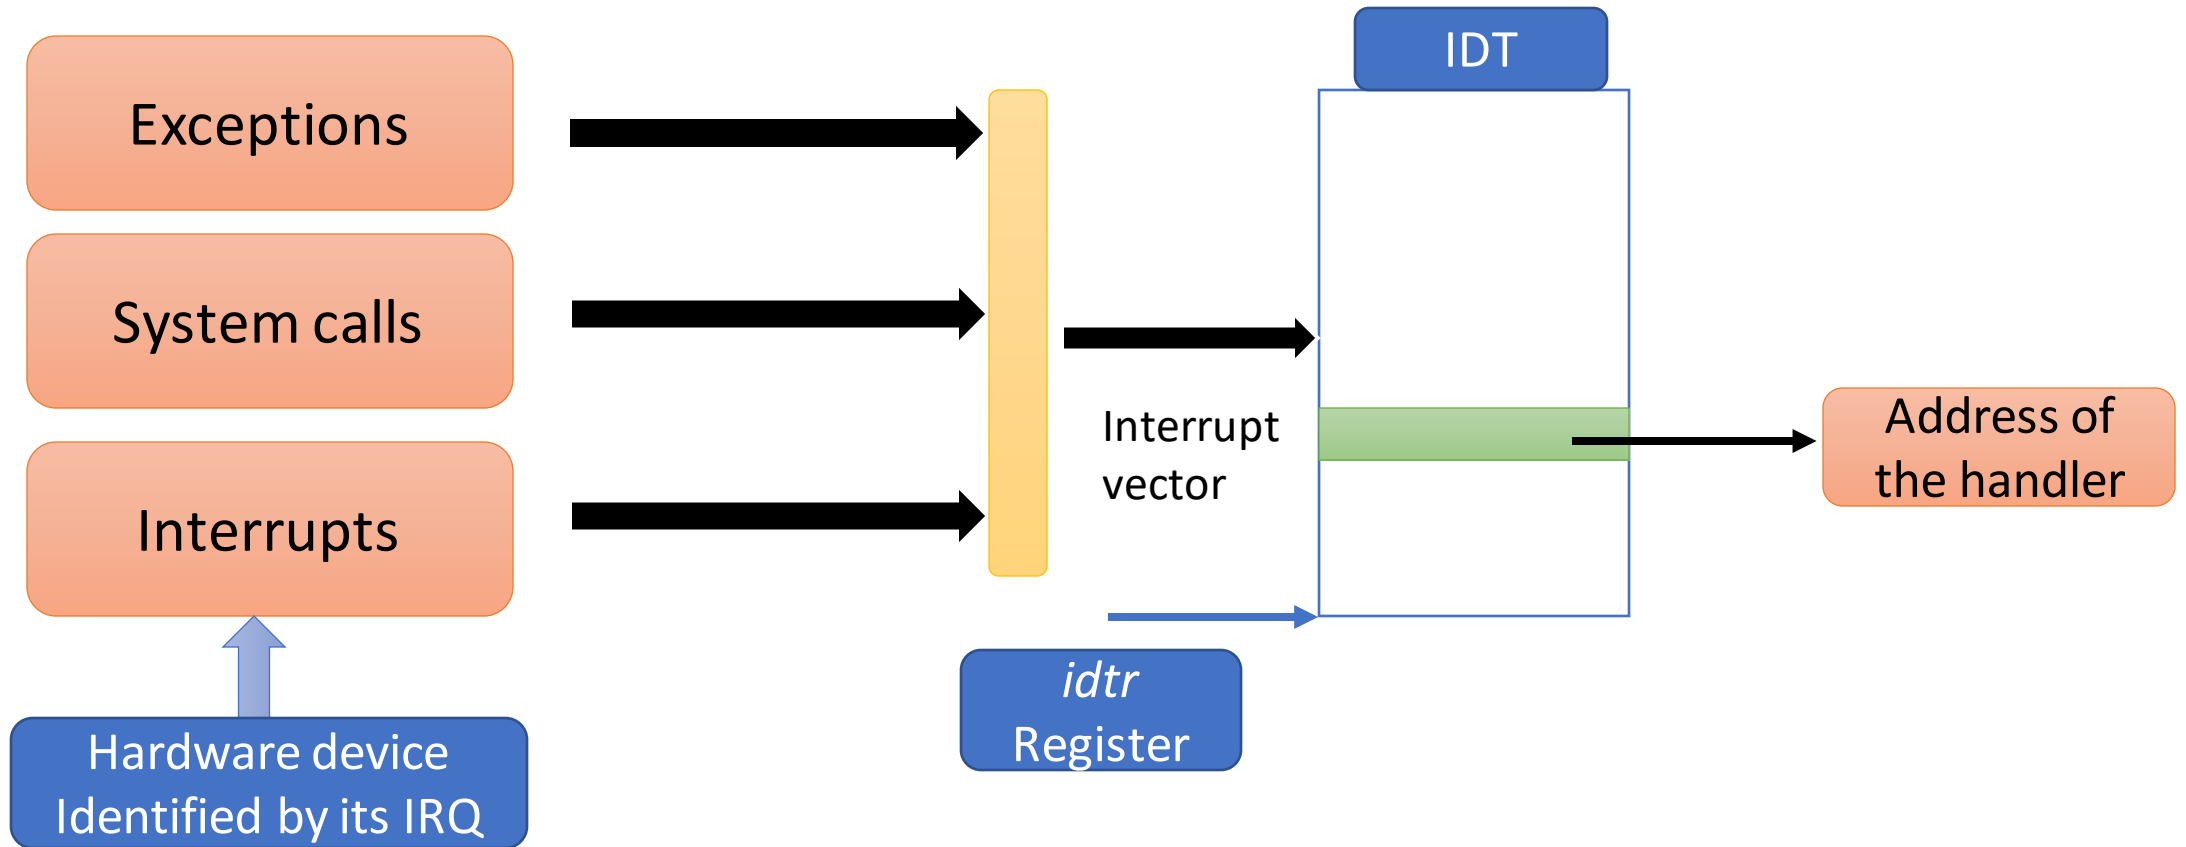 IDT
Exceptions
System calls
Interrupts
Interrupt
vector
Address of
the handler
idtr
Register
Hardware device
Identified by its IRQ